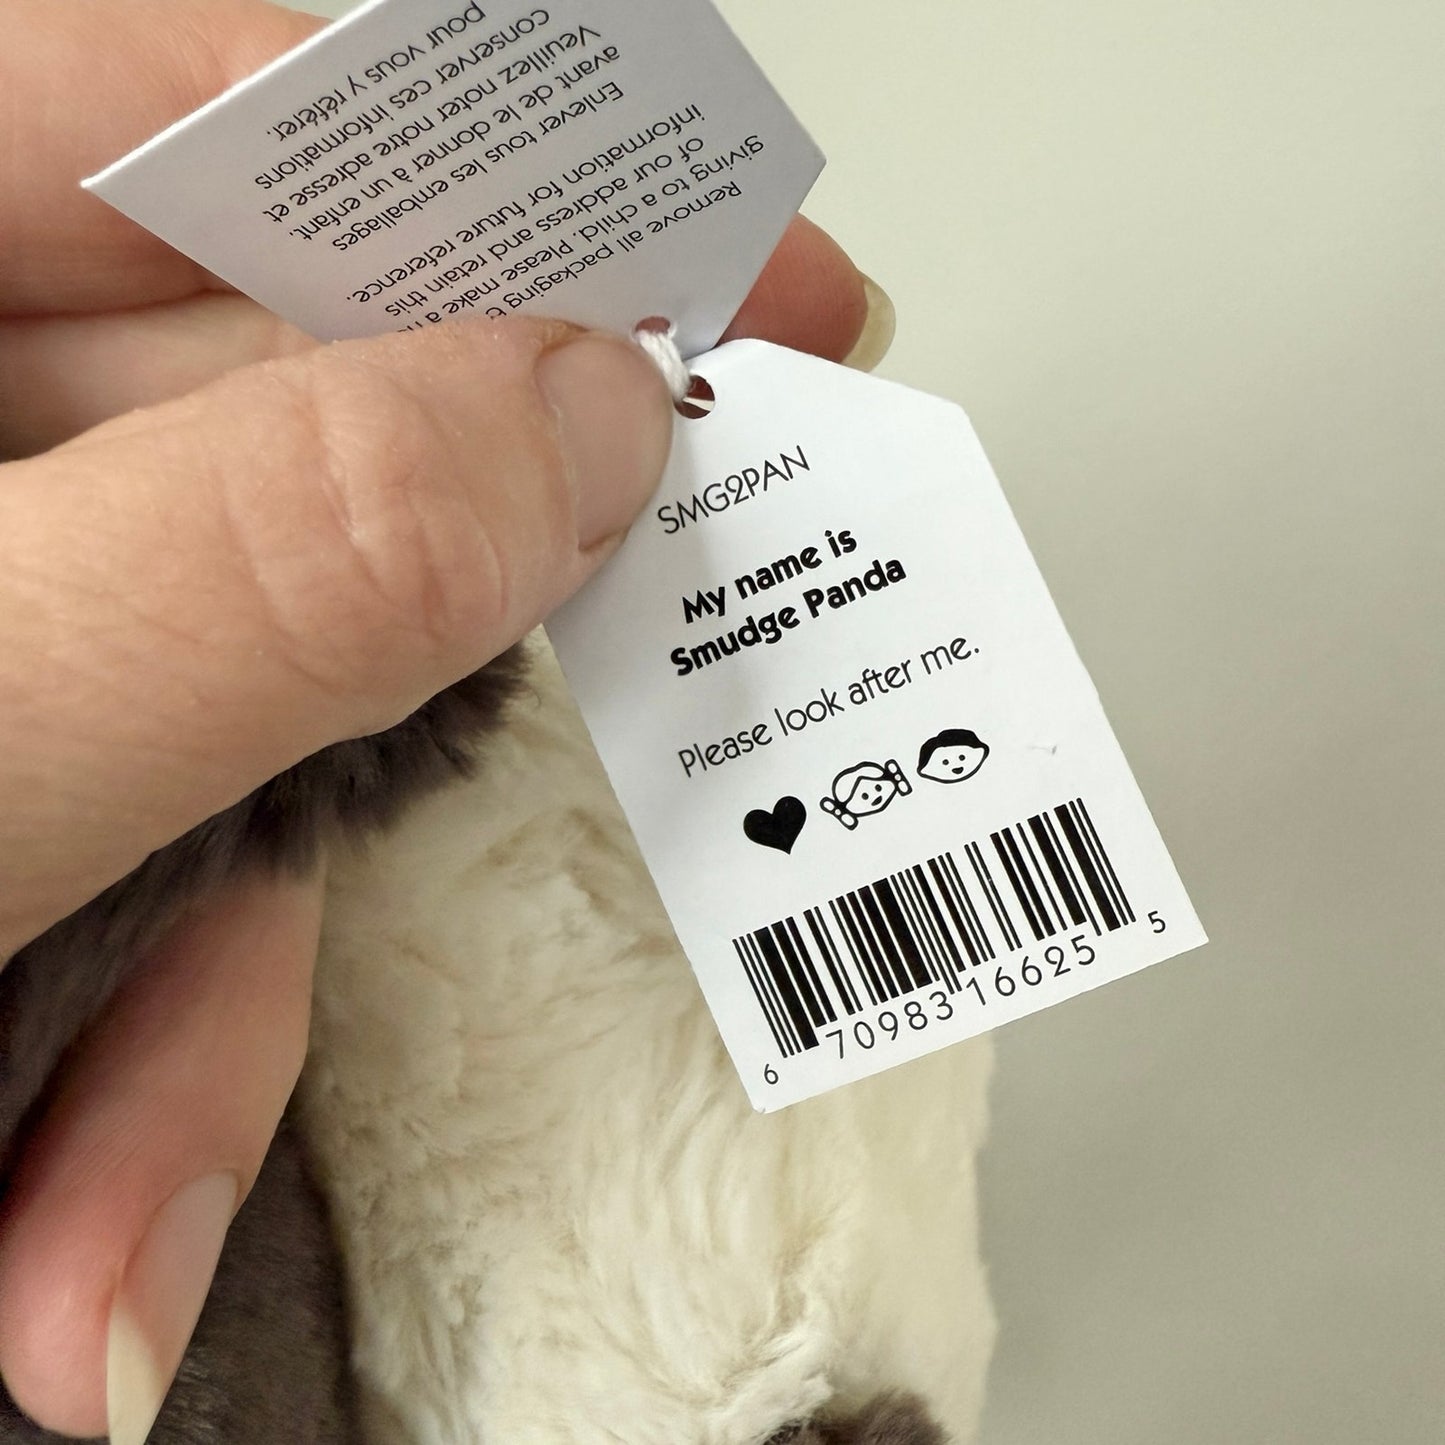 Remove all packaging
giving to a child. Please make a
of our address and retain this
information for future reference.
Enlever tous les emballages
avant de le donner à un enfant.
Veuillez noter notre adresse et
conserver ces informations
pour vous y référer.
SMG2PAN
My name is
Smudge Panda
Please look after me.
6 70983 16625 5